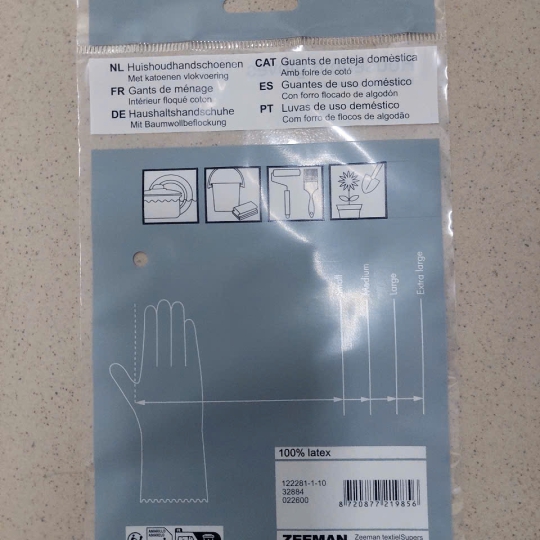 NL Huishoudhandschoenen
Met katoenen vlokvoering
FR Gants de ménage
Intérieur floqué coton
DE Haushaltshandschuhe
Mit Baumwollbeflockung
CAT Guants de neteja domèstica
Amb folre de cotó
ES Guantes de uso doméstico
Con forro flocado de algodón
PT Luvas de uso doméstico
Com forro de flocos de algodão
Medium
Large
Extra large
100% latex
122281-1-10
32884
022600
8 720877 219856
ZEEMAN Zeeman textielSupers